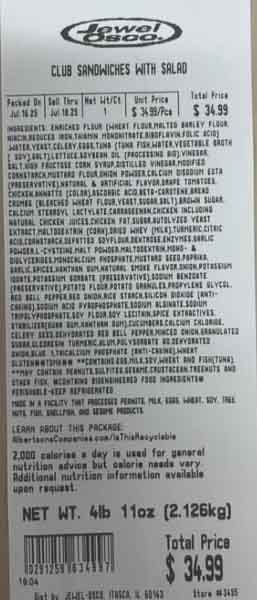 Jewel
Osco.
CLUB SANDWICHES WITH SALAD
Packed On Sell Thru Net Wt/Ct Unit Price Total Price
Jul.16.25 Jul.18.25 1 $ 34.99/Pcs $ 34.99
INGREDIENTS: ENRICHED FLOUR (WHEAT FLOUR,MALTED BARLEY FLOUR,
NIACIN,REDUCED IRON,THIAMIN MONONITRATE,RIBOFLAVIN,FOLIC ACID)
WATER,YEAST,CELERY,EGGS,TUNA (TUNA FISH,WATER,VEGETABLE BROTH
( SOY),SALT),LETTUCE,SOYBEAN OIL (PROCESSING AID),VINEGAR,
SALT,HIGH FRUCTOSE CORN SYRUP,DISTILLED VINEGAR,MODIFIED
CORNSTARCH,MUSTARD FLOUR,ONION POWDER,CALCIUM DISODIUM EDTA
(PRESERVATIVE),NATURAL & ARTIFICIAL FLAVOR,GRAPE TOMATOES,
CHICKEN,ANNATTO (COLOR),ASCORBIC ACID,BETA-CAROTENE,BREAD
CRUMBS (BLEACHED WHEAT FLOUR,YEAST,SUGAR,SALT),BROWN SUGAR,
CALCIUM STEAROYL LACTYLATE,CARRAGEENAN,CHICKEN INCLUDING
NATURAL CHICKEN JUICES,CHICKEN FAT,SUGAR,AUTOLYZED YEAST
EXTRACT,MALTODEXTRIN (CORN),DRIED WHEY (MILK),TURMERIC,CITRIC
ACID,CORNSTARCH,DEFATTED SOYFLOUR,DEXTROSE,ENZYMES,GARLIC
POWDER,L-CYSTEINE,MALT POWDER,MALTODEXTRIN,MONO- &
DIGLYCERIDES,MONOCALCIUM PHOSPHATE,MUSTARD SEED,PAPRIKA,
GARLIC,SPICES,XANTHAN GUM,NATURAL SMOKE FLAVOR,ONION,POTASSIUM
IODATE,POTASSIUM SORBATE (PRESERVATIVE),SODIUM BENZOATE
(PRESERVATIVE),POTATO FLOUR,POTATO GRANULES,PROPYLENE GLYCOL,
RED BELL PEPPER,RED ONION,RICE STARCH,SILICON DIOXIDE (ANTI-
CAKING),SODIUM ACID PYROPHOSPHATE,SODIUM ALGINATE,SODIUM
TRIPOLYPHOSPHATE,SOY FLOUR,SOY LECITHIN,SPICE EXTRACTIVES,
STERILIZER(GUAR GUM,XANTHAN GUM),CUCUMBERS,CALCIUM CHLORIDE,
CELERY SEED,DEHYDRATED RED BELL PEPPER,MINCED ONION,GRANULATED
SUGAR,OLEORESIN TURMERIC,ALUM,POLYSORBATE 80,DEHYDRATED
ONION,BLUE 1,TRICALCIUM PHOSPHATE (ANTI-CAKING),WHEAT
**CONTAINS:EGG,MILK,SOY,WHEAT AND FISH(TUNA).
**MAY CONTAIN PEANUTS,SULFITES,SESAME,CRUSTACEAN,TREENUTS AND
OTHER FISH. CONTAINS BIOENGINEERED FOOD INGREDIENTS
PERISHABLE-KEEP REFRIGERATED
MADE IN A FACILITY THAT PROCESSES PEANUTS, MILK, EGGS, WHEAT, SOY, TREE
NUTS, FISH, SHELLFISH, AND SESAME PRODUCTS
LEARN ABOUT THIS PACKAGE:
AlbertsonsCompanies.com/IsThisRecyclable
2,000 calories a day is used for general
nutrition advice but calorie needs vary.
Additional nutrition information available
upon request.
NET WT. 4lb 11oz (2.126kg)
Total Price
$ 34.99
0291258634997
16:04
Dist by JEWEL-OSCO, ITASCA, IL 60143 Store #:3495